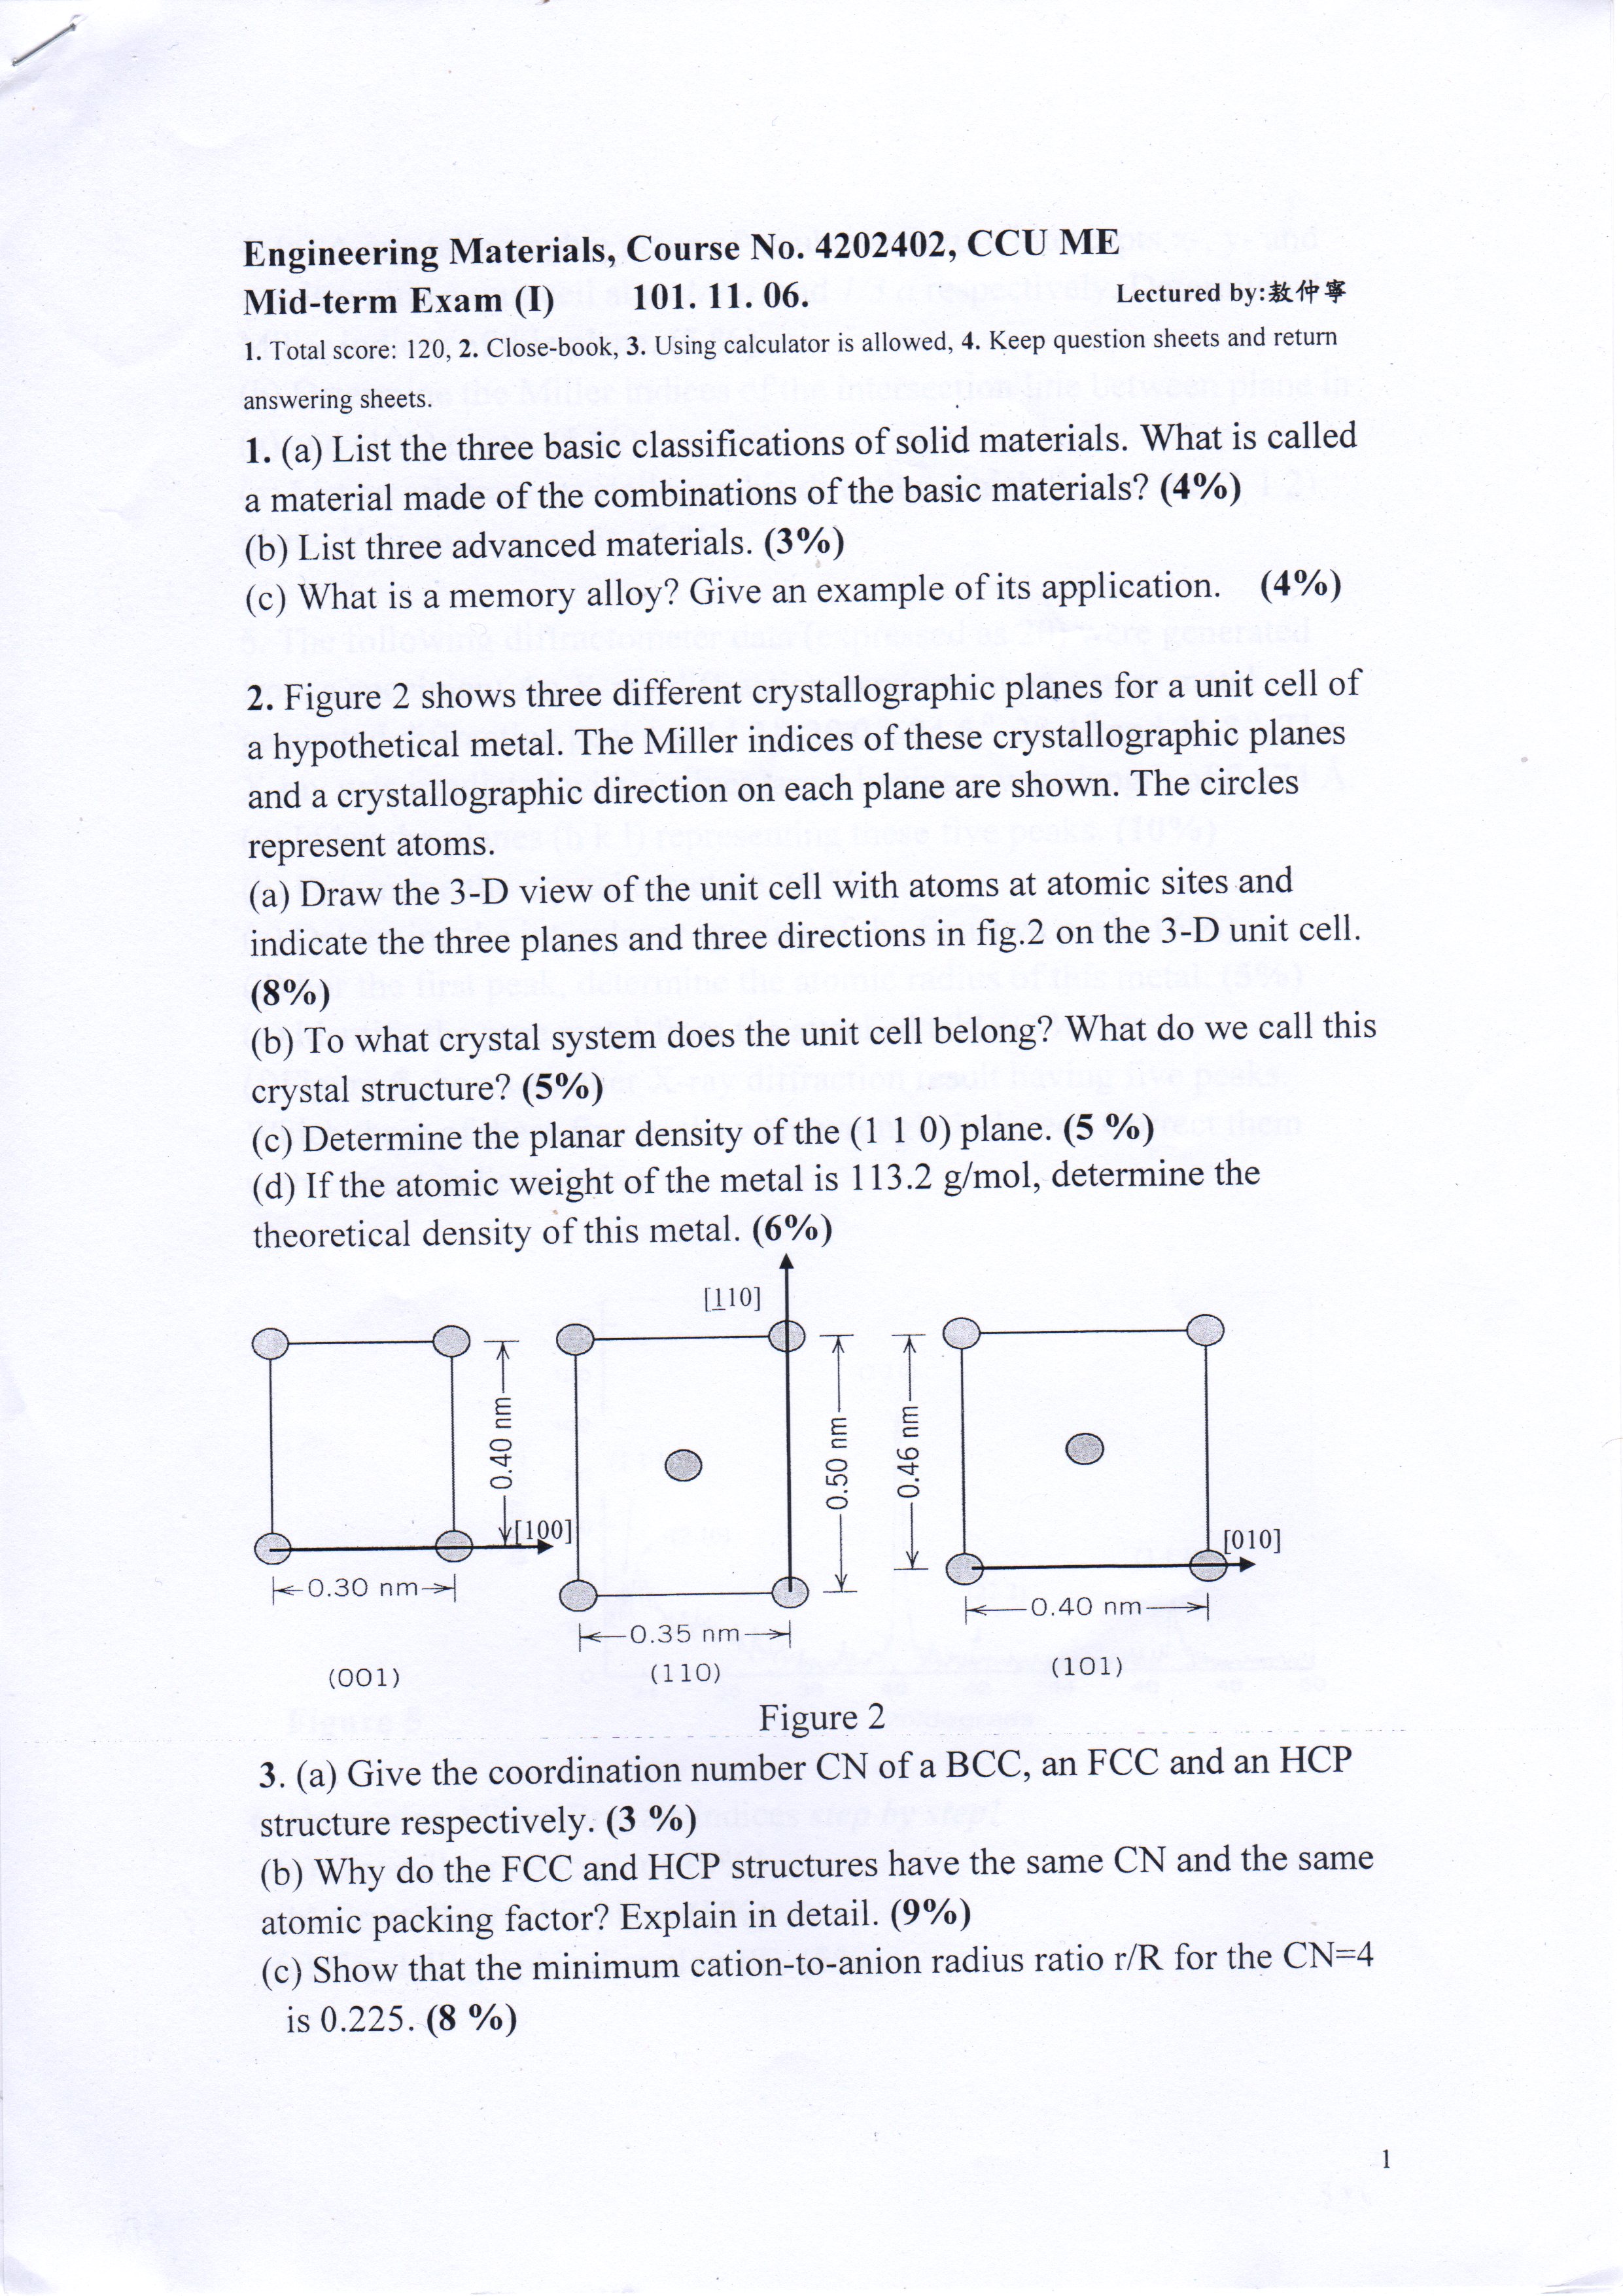 Engineering Materials, Course No. 4202402, CCU ME
Mid-term Exam (I) 101. 11. 06. Lectured by:敖仲寧
1. Total score: 120, 2. Close-book, 3. Using calculator is allowed, 4. Keep question sheets and return
answering sheets.
1. (a) List the three basic classifications of solid materials. What is called
a material made of the combinations of the basic materials? (4%)
(b) List three advanced materials. (3%)
(c) What is a memory alloy? Give an example of its application. (4%)
2. Figure 2 shows three different crystallographic planes for a unit cell of
a hypothetical metal. The Miller indices of these crystallographic planes
and a crystallographic direction on each plane are shown. The circles
represent atoms.
(a) Draw the 3-D view of the unit cell with atoms at atomic sites and
indicate the three planes and three directions in fig.2 on the 3-D unit cell.
(8%)
(b) To what crystal system does the unit cell belong? What do we call this
crystal structure? (5%)
(c) Determine the planar density of the (1 1 0) plane. (5 %)
(d) If the atomic weight of the metal is 113.2 g/mol, determine the
theoretical density of this metal. (6%)
[1̲10]
0.40 nm
0.50 nm
0.46 nm
[100]
[010]
0.30 nm
0.35 nm
0.40 nm
(001)
(110)
(101)
Figure 2
3. (a) Give the coordination number CN of a BCC, an FCC and an HCP
structure respectively. (3 %)
(b) Why do the FCC and HCP structures have the same CN and the same
atomic packing factor? Explain in detail. (9%)
(c) Show that the minimum cation-to-anion radius ratio r/R for the CN=4
is 0.225. (8 %)
1